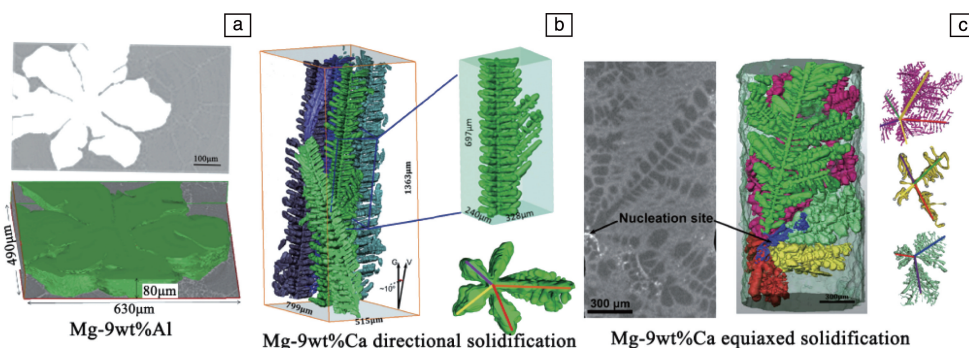 a
100μm
490μm
80μm
630μm
Mg-9wt%Al
b
1363μm
G
V
~10°
799μm
515μm
697μm
240μm
328μm
Mg-9wt%Ca directional solidification
c
Nucleation site
300 μm
300μm
Mg-9wt%Ca equiaxed solidification